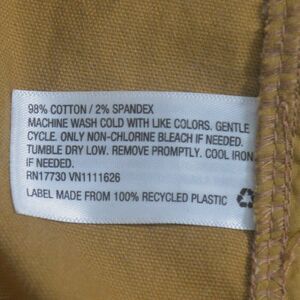 98% COTTON / 2% SPANDEX
MACHINE WASH COLD WITH LIKE COLORS. GENTLE
CYCLE. ONLY NON-CHLORINE BLEACH IF NEEDED.
TUMBLE DRY LOW. REMOVE PROMPTLY. COOL IRON
IF NEEDED.
RN17730 VN1111626
LABEL MADE FROM 100% RECYCLED PLASTIC